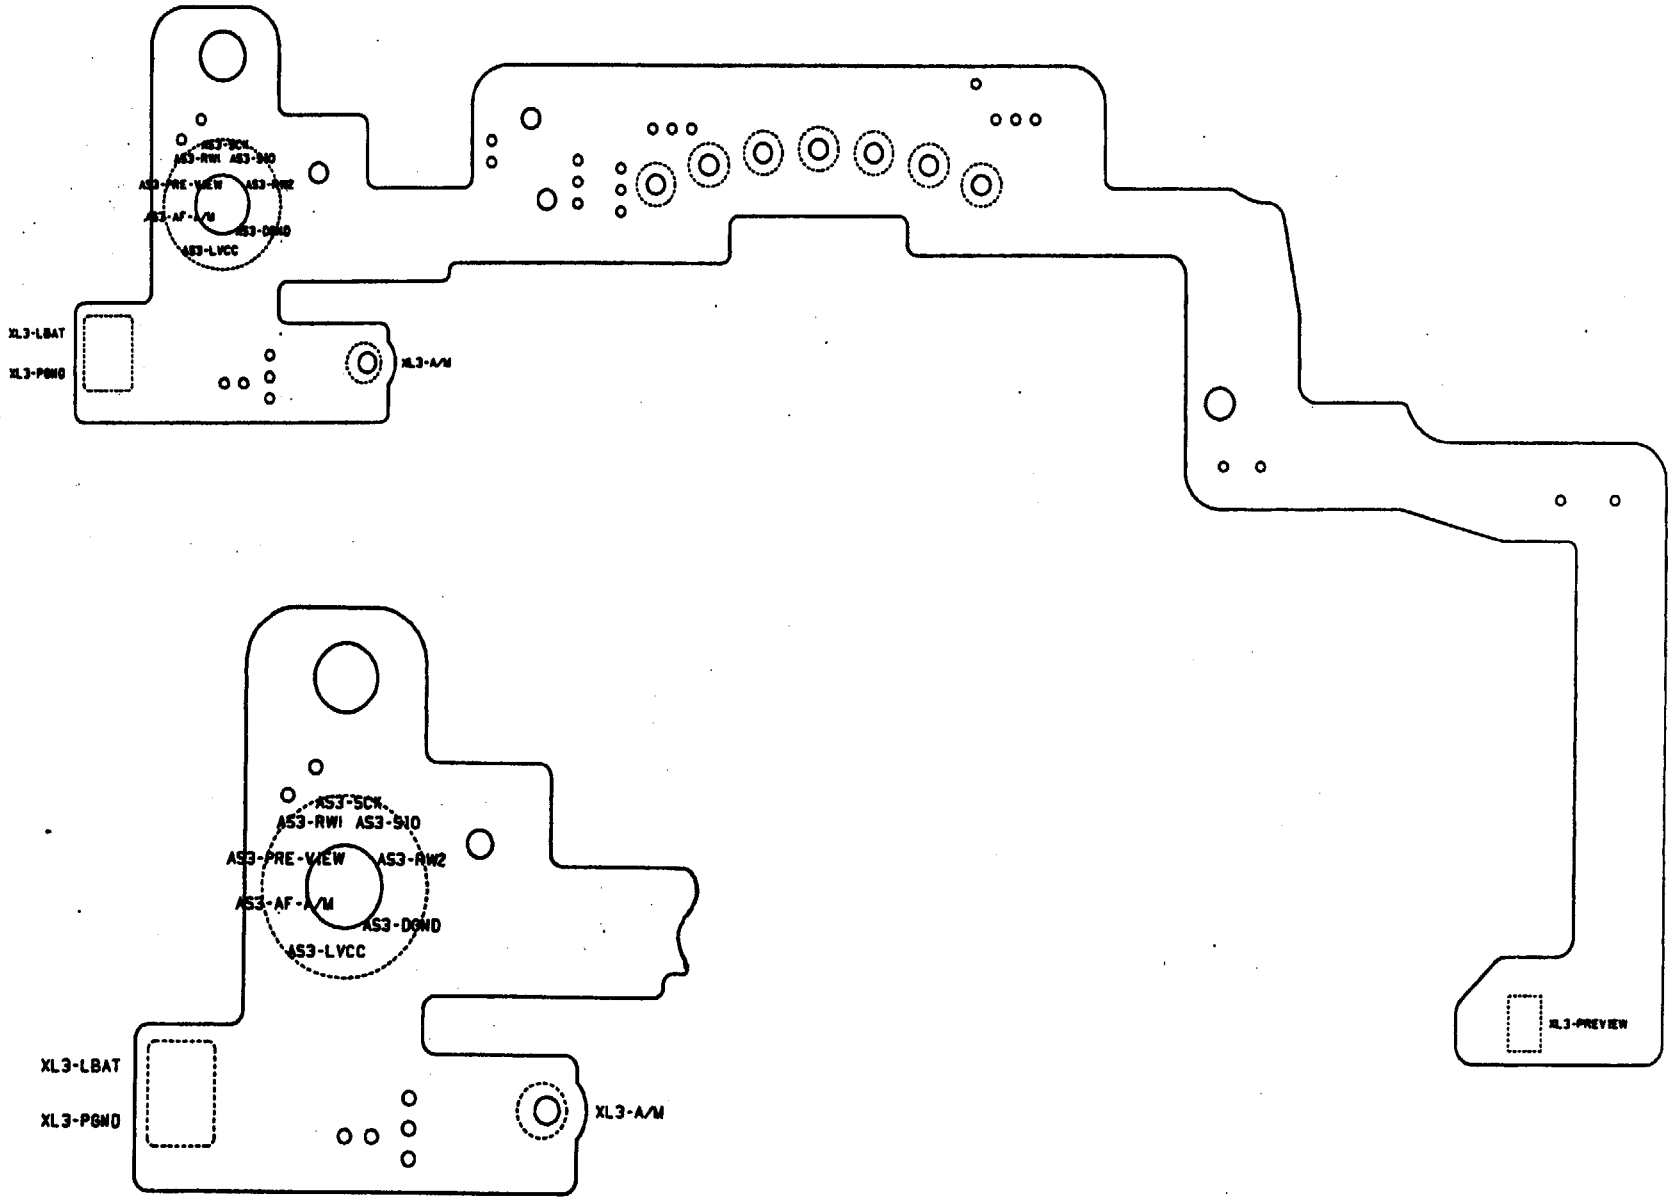 AS3-SCK
AS3-RW1 AS3-SIO
AS3-PRE-VIEW AS3-RW2
AS3-AF-A/M
AS3-DGND
AS3-LVCC
XL3-LBAT
XL3-PGND
XL3-A/M
AS3-SCK
AS3-RW1 AS3-SIO
AS3-PRE-VIEW AS3-RW2
AS3-AF-A/M
AS3-DGND
AS3-LVCC
XL3-LBAT
XL3-PGND
XL3-A/M
XL3-PREVIEW